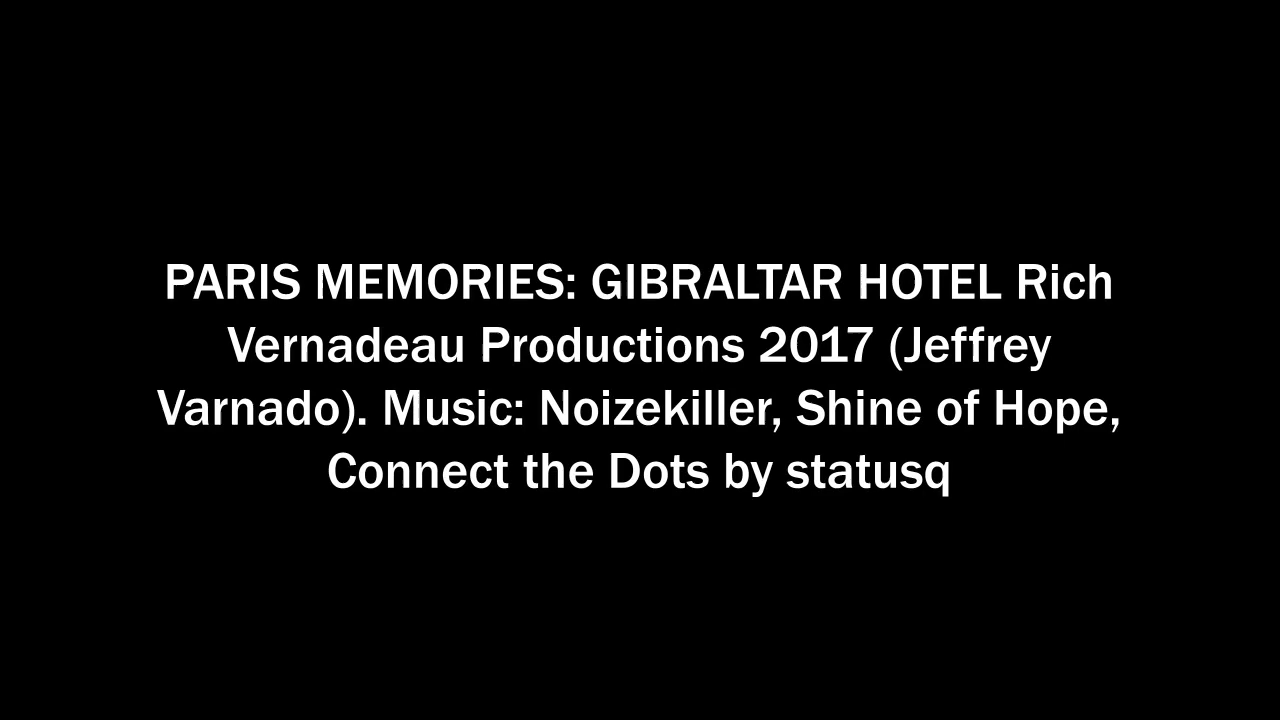 PARIS MEMORIES: GIBRALTAR HOTEL Rich
Vernadeau Productions 2017 (Jeffrey
Varnado). Music: Noizekiller, Shine of Hope,
Connect the Dots by statusq